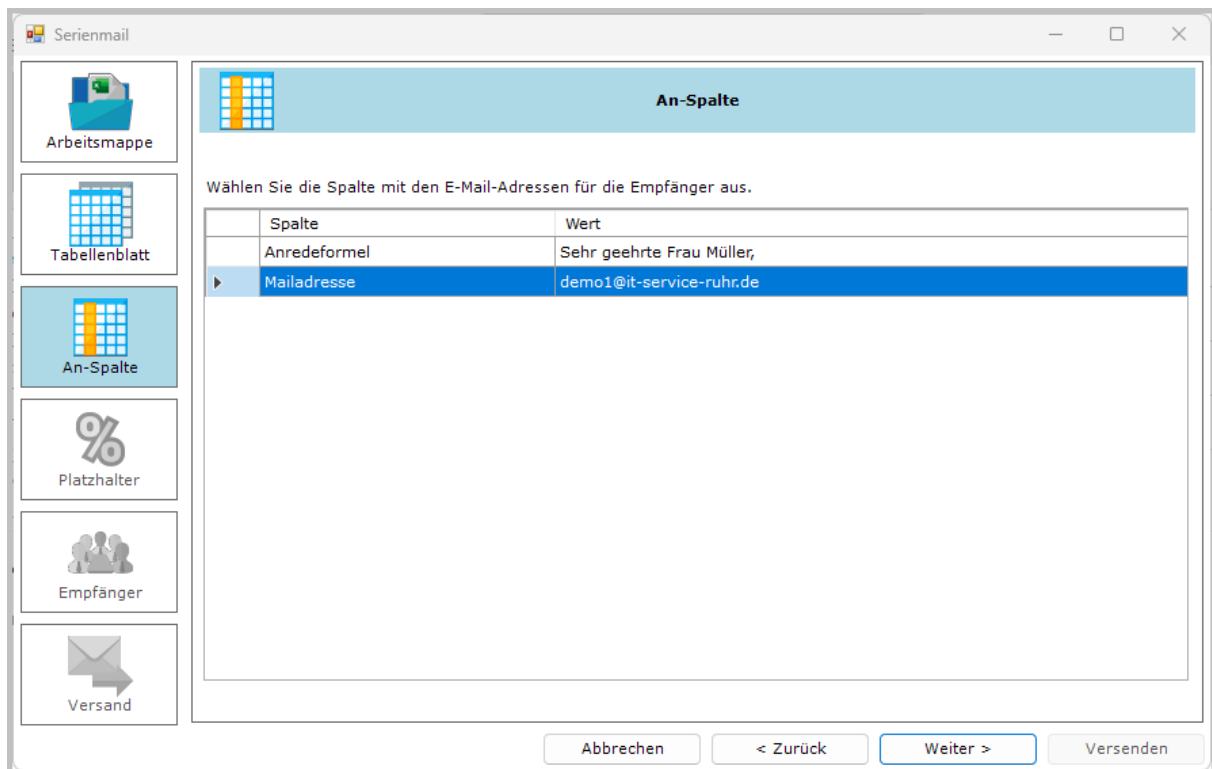 Serienmail
Arbeitsmappe
Tabellenblatt
An-Spalte
Platzhalter
Empfänger
Versand
An-Spalte
Wählen Sie die Spalte mit den E-Mail-Adressen für die Empfänger aus.
Spalte Wert
Anredeformel Sehr geehrte Frau Müller,
Mailadresse demo1@it-service-ruhr.de
Abbrechen < Zurück Weiter > Versenden